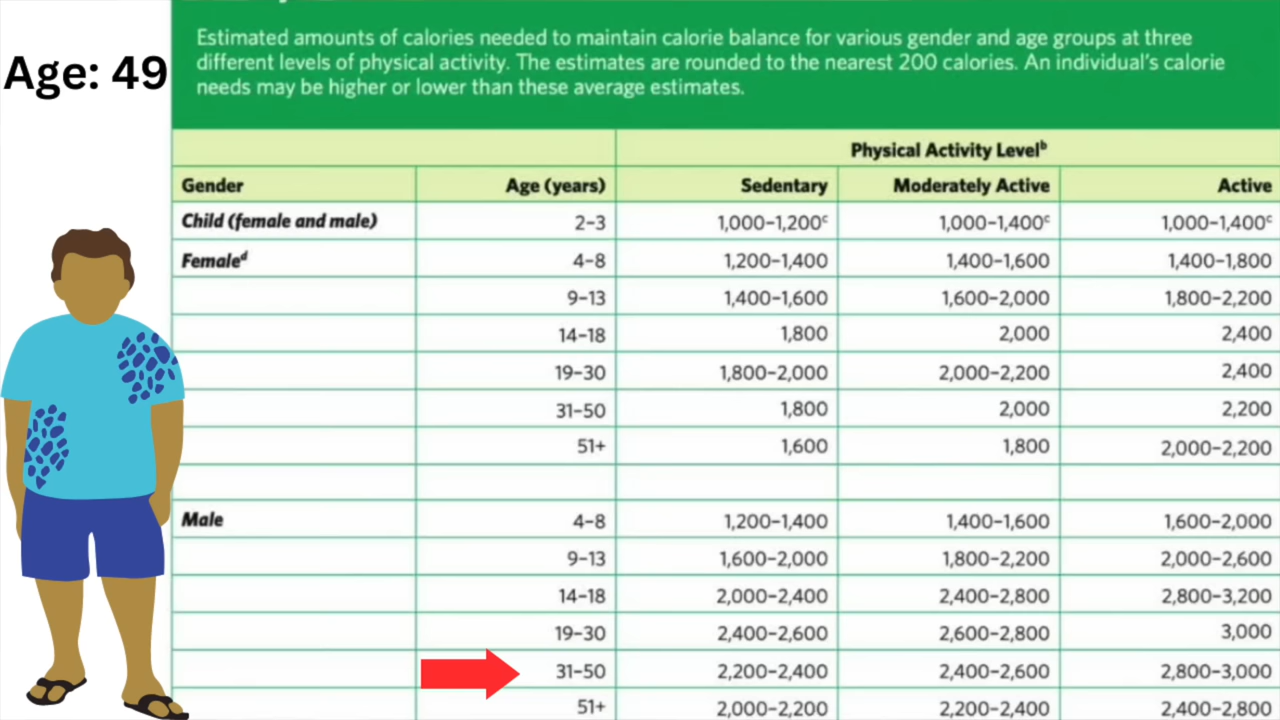 Age: 49
Estimated amounts of calories needed to maintain calorie balance for various gender and age groups at three
different levels of physical activity. The estimates are rounded to the nearest 200 calories. An individual's calorie
needs may be higher or lower than these average estimates.
Physical Activity Levelᵇ
Gender Age (years) Sedentary Moderately Active Active
Child (female and male) 2–3 1,000–1,200ᶜ 1,000–1,400ᶜ 1,000–1,400ᶜ
Femaleᵈ 4–8 1,200–1,400 1,400–1,600 1,400–1,800
9–13 1,400–1,600 1,600–2,000 1,800–2,200
14–18 1,800 2,000 2,400
19–30 1,800–2,000 2,000–2,200 2,400
31–50 1,800 2,000 2,200
51+ 1,600 1,800 2,000–2,200
Male 4–8 1,200–1,400 1,400–1,600 1,600–2,000
9–13 1,600–2,000 1,800–2,200 2,000–2,600
14–18 2,000–2,400 2,400–2,800 2,800–3,200
19–30 2,400–2,600 2,600–2,800 3,000
31–50 2,200–2,400 2,400–2,600 2,800–3,000
51+ 2,000–2,200 2,200–2,400 2,400–2,800